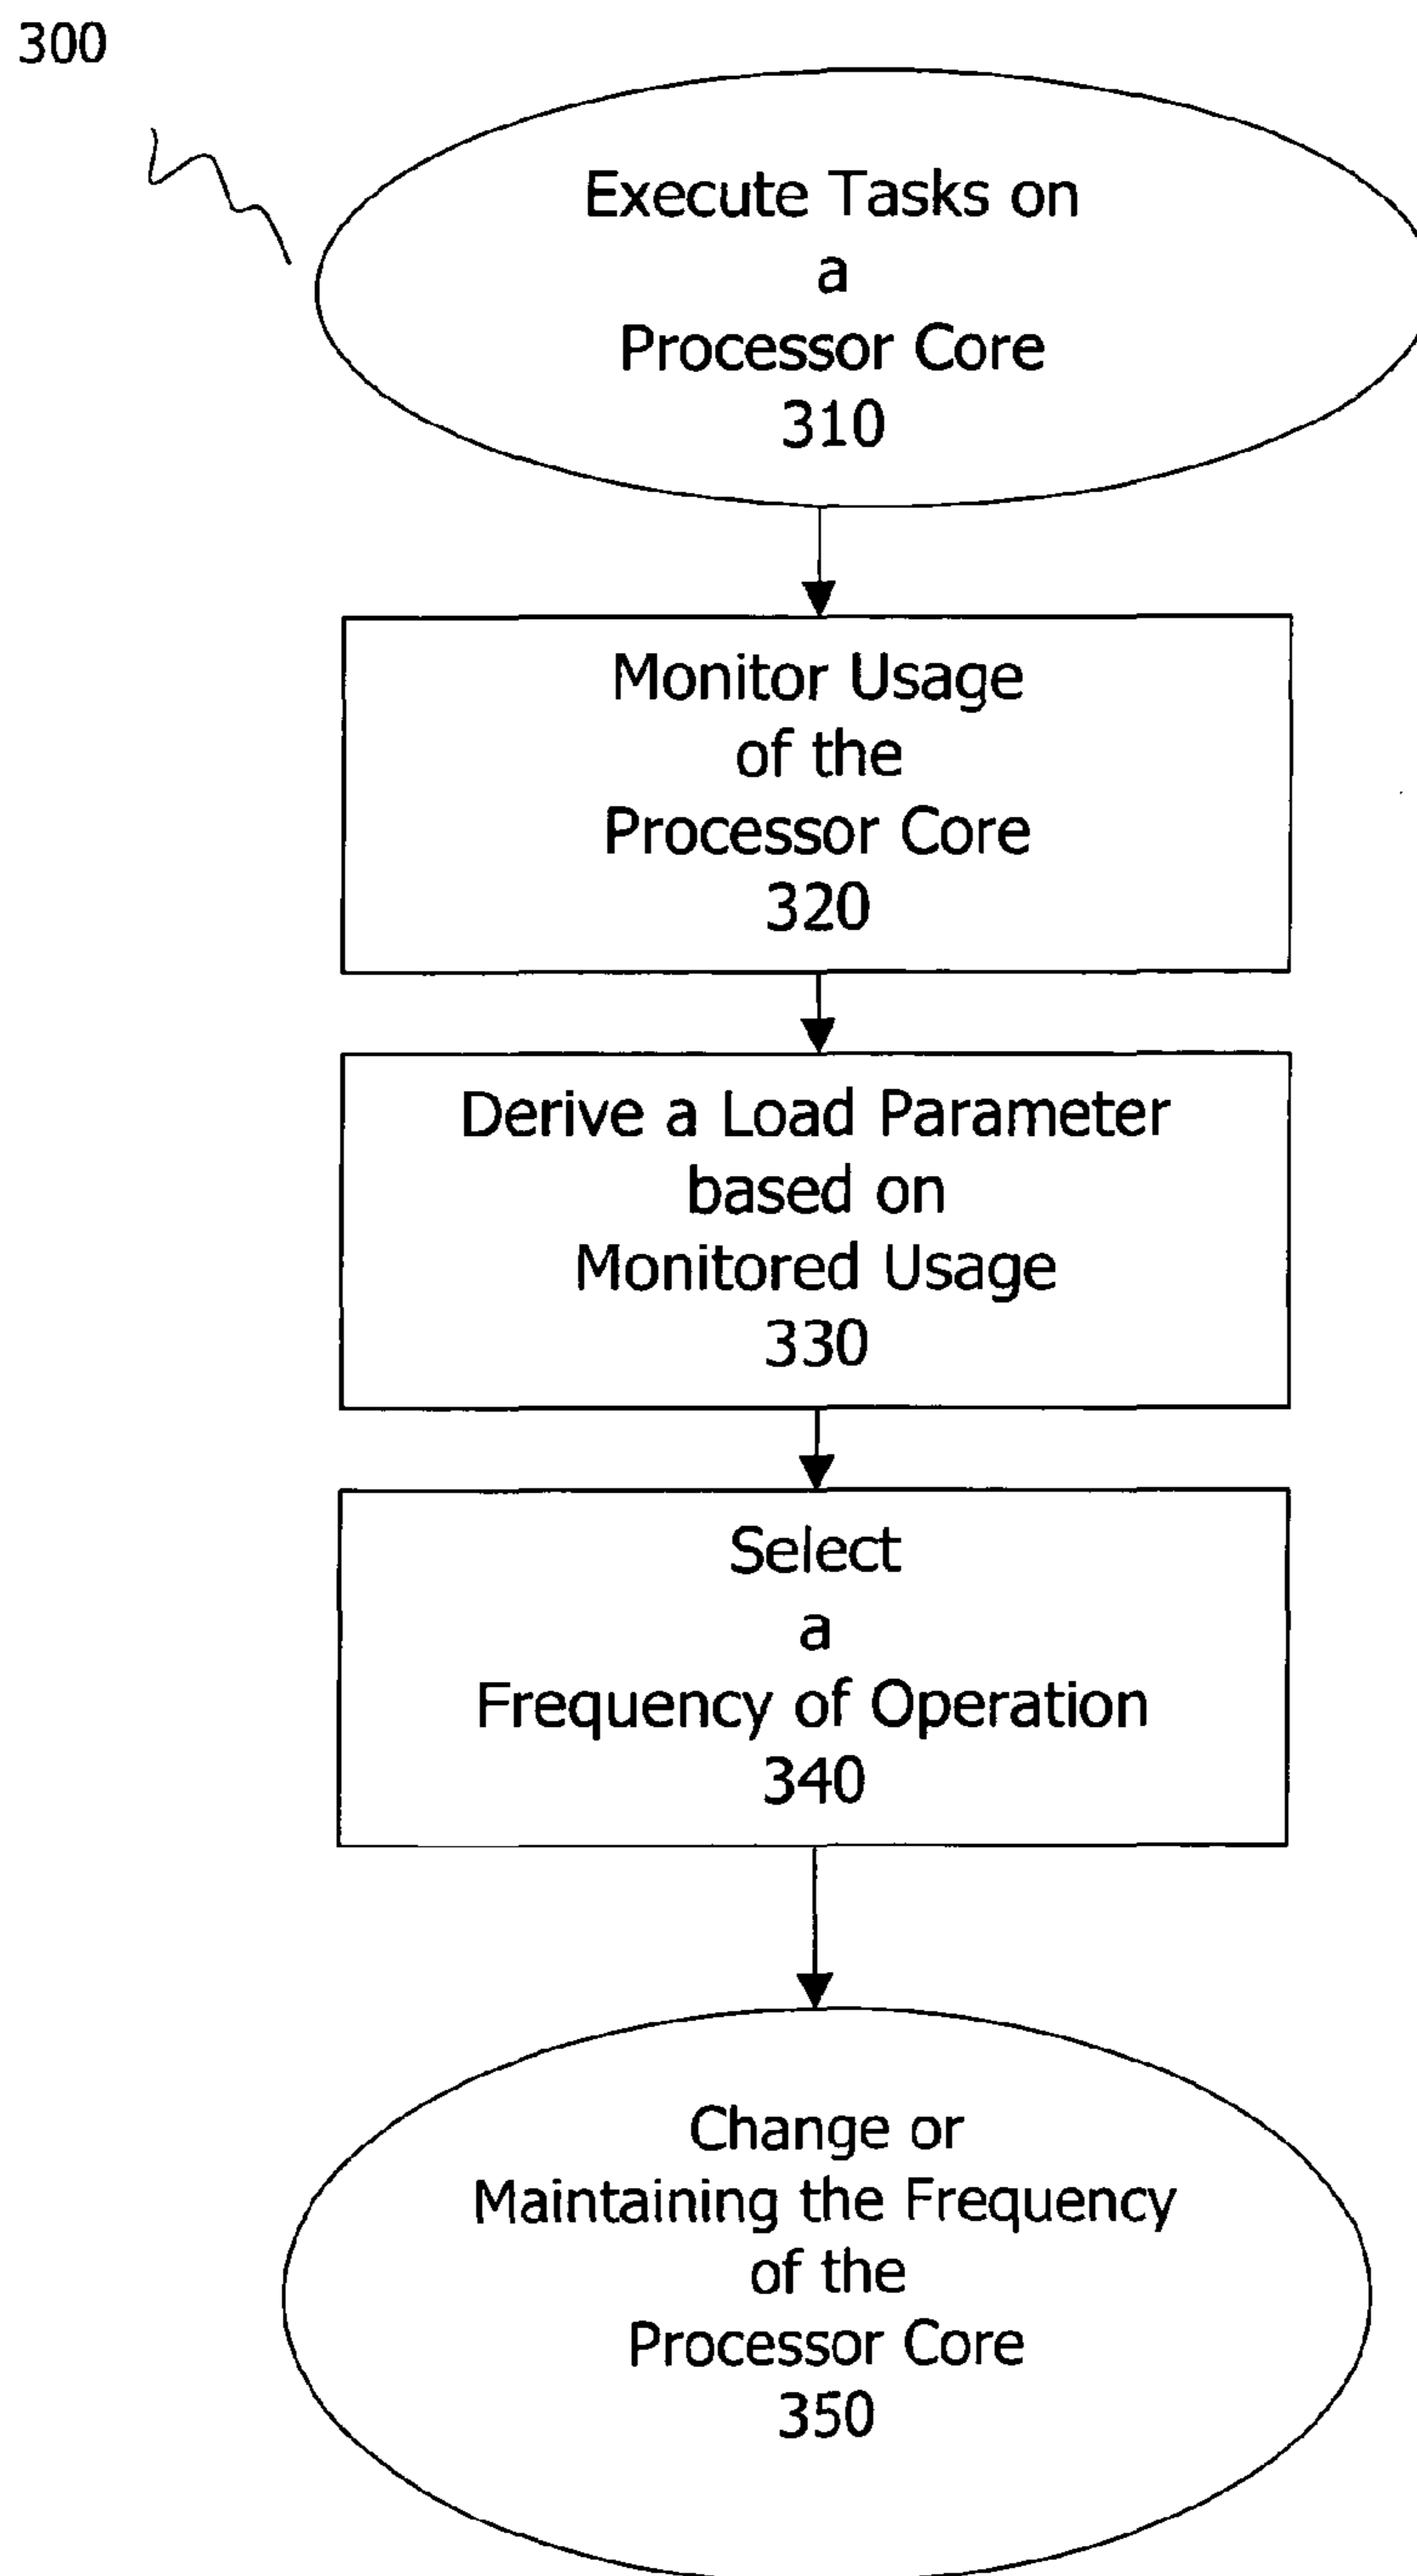 300
Execute Tasks on
a
Processor Core
310
Monitor Usage
of the
Processor Core
320
Derive a Load Parameter
based on
Monitored Usage
330
Select
a
Frequency of Operation
340
Change or
Maintaining the Frequency
of the
Processor Core
350